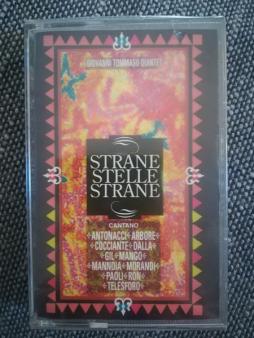 GIOVANNI TOMMASO QUINTET
STRANE
STELLE
STRANE
CANTANO
ANTONACCI ARBORE
COCCIANTE DALLA
GIL MANGO
MANNOIA MORANDI
PAOLI RON
TELESFORO